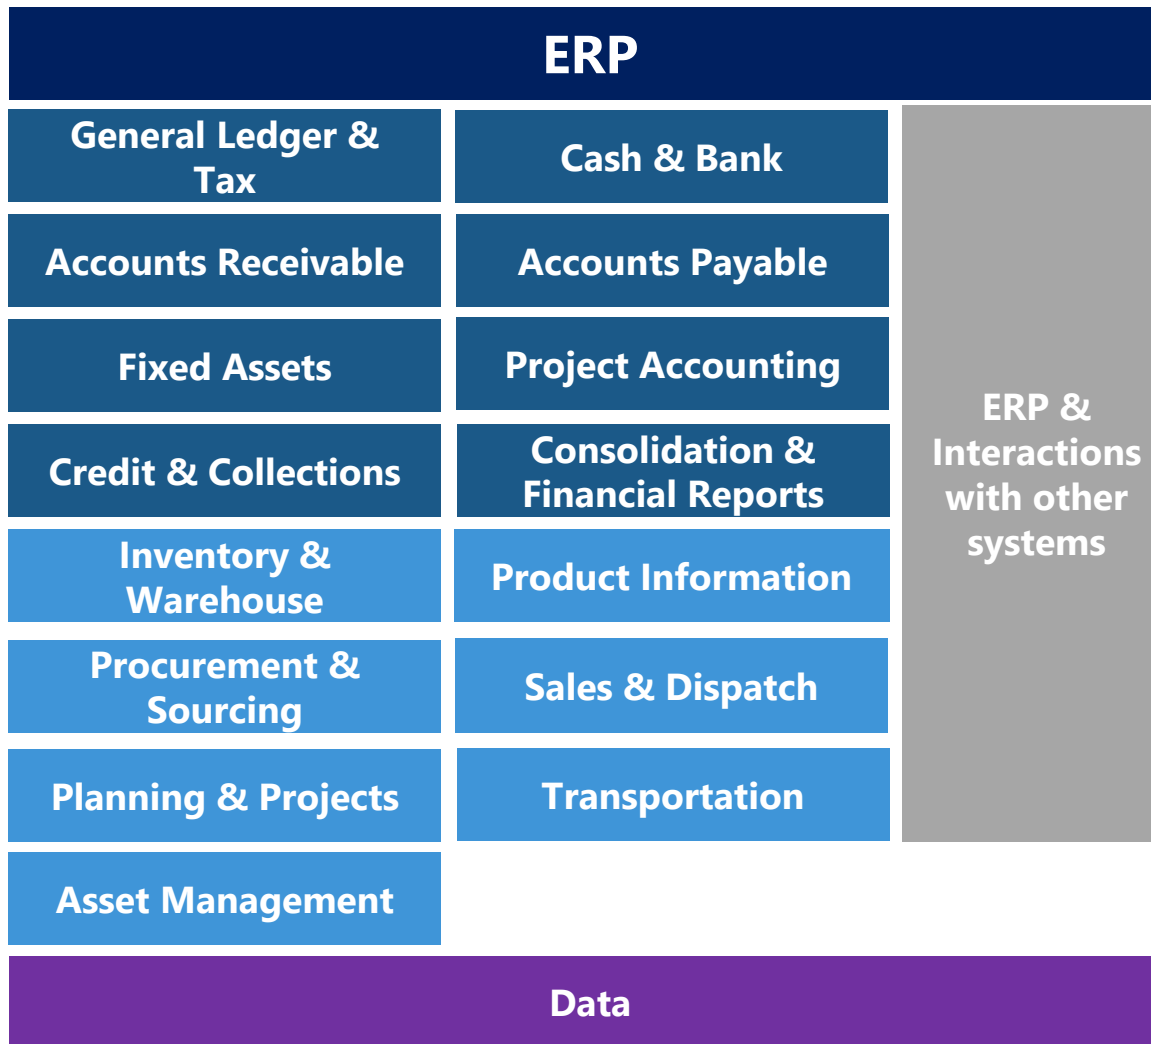 ERP
General Ledger &
Tax
Cash & Bank
Accounts Receivable
Accounts Payable
Fixed Assets
Project Accounting
Credit & Collections
Consolidation &
Financial Reports
Inventory &
Warehouse
Product Information
Procurement &
Sourcing
Sales & Dispatch
Planning & Projects
Transportation
Asset Management
ERP &
Interactions
with other
systems
Data